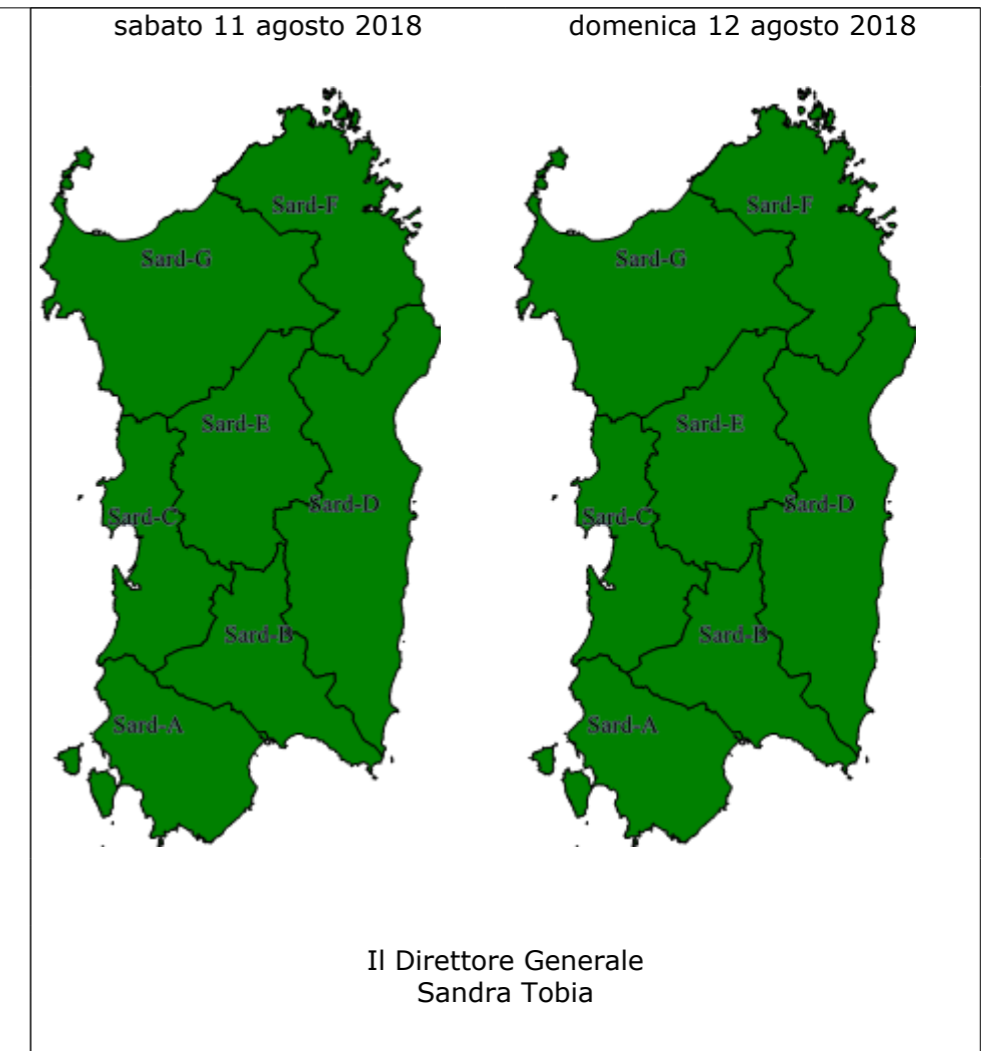 sabato 11 agosto 2018
domenica 12 agosto 2018
Sard-F
Sard-G
Sard-E
Sard-D
Sard-C
Sard-B
Sard-A
Sard-F
Sard-G
Sard-E
Sard-D
Sard-C
Sard-B
Sard-A
Il Direttore Generale
Sandra Tobia